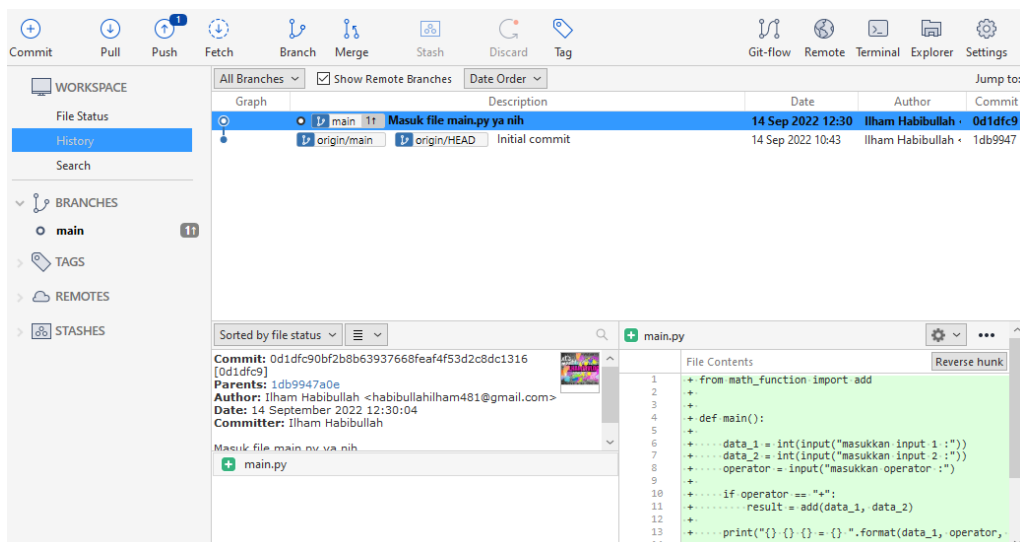 1
Commit Pull Push Fetch Branch Merge Stash Discard Tag Git-flow Remote Terminal Explorer Settings
WORKSPACE
File Status
History
Search
BRANCHES
main 1↑
TAGS
REMOTES
STASHES
All Branches Show Remote Branches Date Order Jump to:
Graph Description Date Author Commit
main 1↑ Masuk file main.py ya nih 14 Sep 2022 12:30 Ilham Habibullah < 0d1dfc9
origin/main origin/HEAD Initial commit 14 Sep 2022 10:43 Ilham Habibullah < 1db9947
Sorted by file status
Commit: 0d1dfc90bf2b8b63937668feaf4f53d2c8dc1316
[0d1dfc9]
Parents: 1db9947a0e
Author: Ilham Habibullah <habibullahilham481@gmail.com>
Date: 14 September 2022 12:30:04
Committer: Ilham Habibullah
Masuk file main.py ya nih
main.py
main.py
File Contents Reverse hunk
1 + from math_function import add
2 +
3 +
4 + def main():
5 +
6 + data_1 = int(input("masukkan input 1 :"))
7 + data_2 = int(input("masukkan input 2 :"))
8 + operator = input("masukkan operator :")
9 +
10 + if operator == "+":
11 + result = add(data_1, data_2)
12 +
13 + print("{} {} {} = {} ".format(data_1, operator,